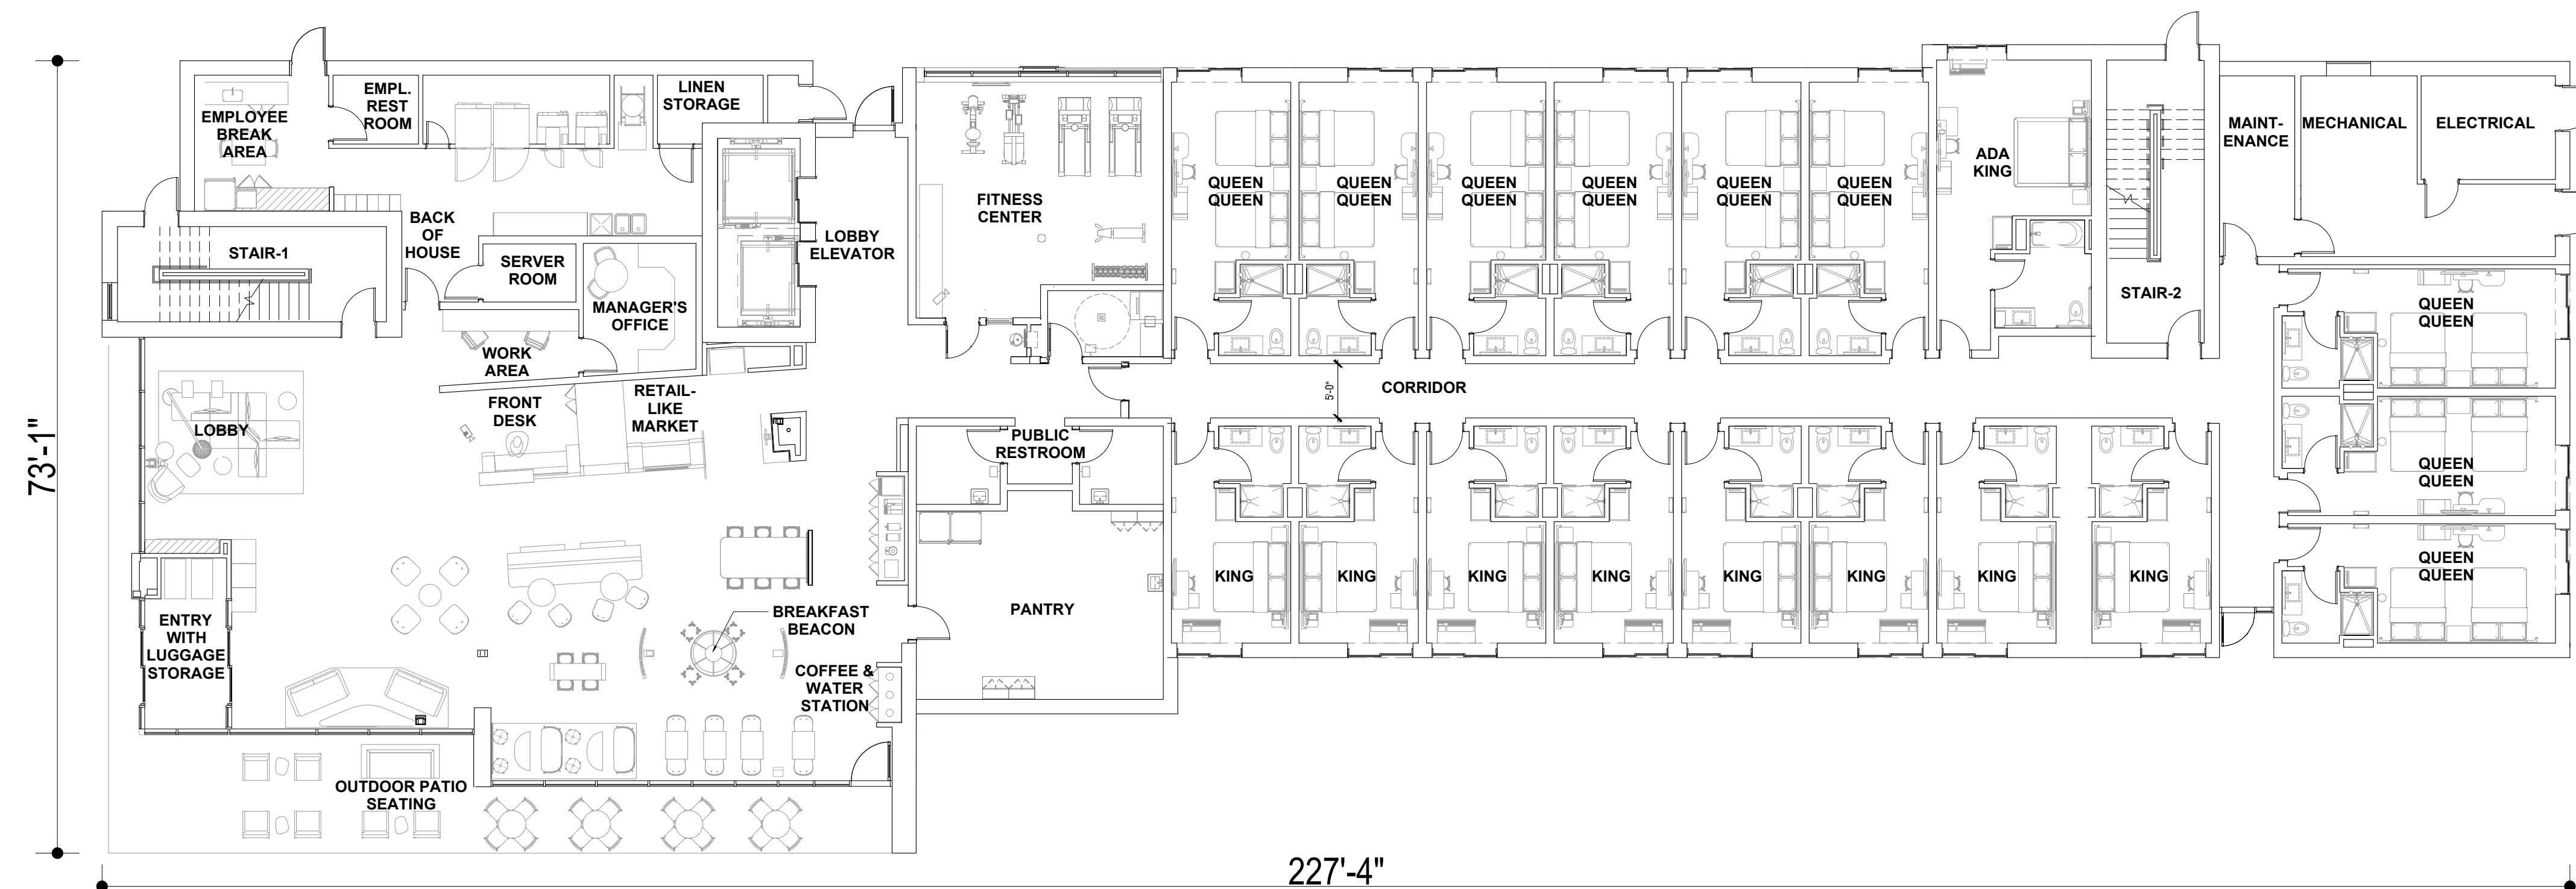 EMPL.
REST
ROOM
LINEN
STORAGE
EMPLOYEE
BREAK
AREA
MAINT-
ENANCE
MECHANICAL
ELECTRICAL
ADA
KING
QUEEN
QUEEN
QUEEN
QUEEN
QUEEN
QUEEN
QUEEN
QUEEN
QUEEN
QUEEN
QUEEN
QUEEN
FITNESS
CENTER
BACK
OF
HOUSE
STAIR-1
LOBBY
ELEVATOR
SERVER
ROOM
MANAGER'S
OFFICE
STAIR-2
QUEEN
QUEEN
WORK
AREA
CORRIDOR
5'-0"
RETAIL-
LIKE
MARKET
FRONT
DESK
LOBBY
PUBLIC
RESTROOM
73'-1"
QUEEN
QUEEN
QUEEN
QUEEN
KING
KING
KING
KING
KING
KING
KING
KING
PANTRY
BREAKFAST
BEACON
ENTRY
WITH
LUGGAGE
STORAGE
COFFEE &
WATER
STATION
OUTDOOR PATIO
SEATING
227'-4"